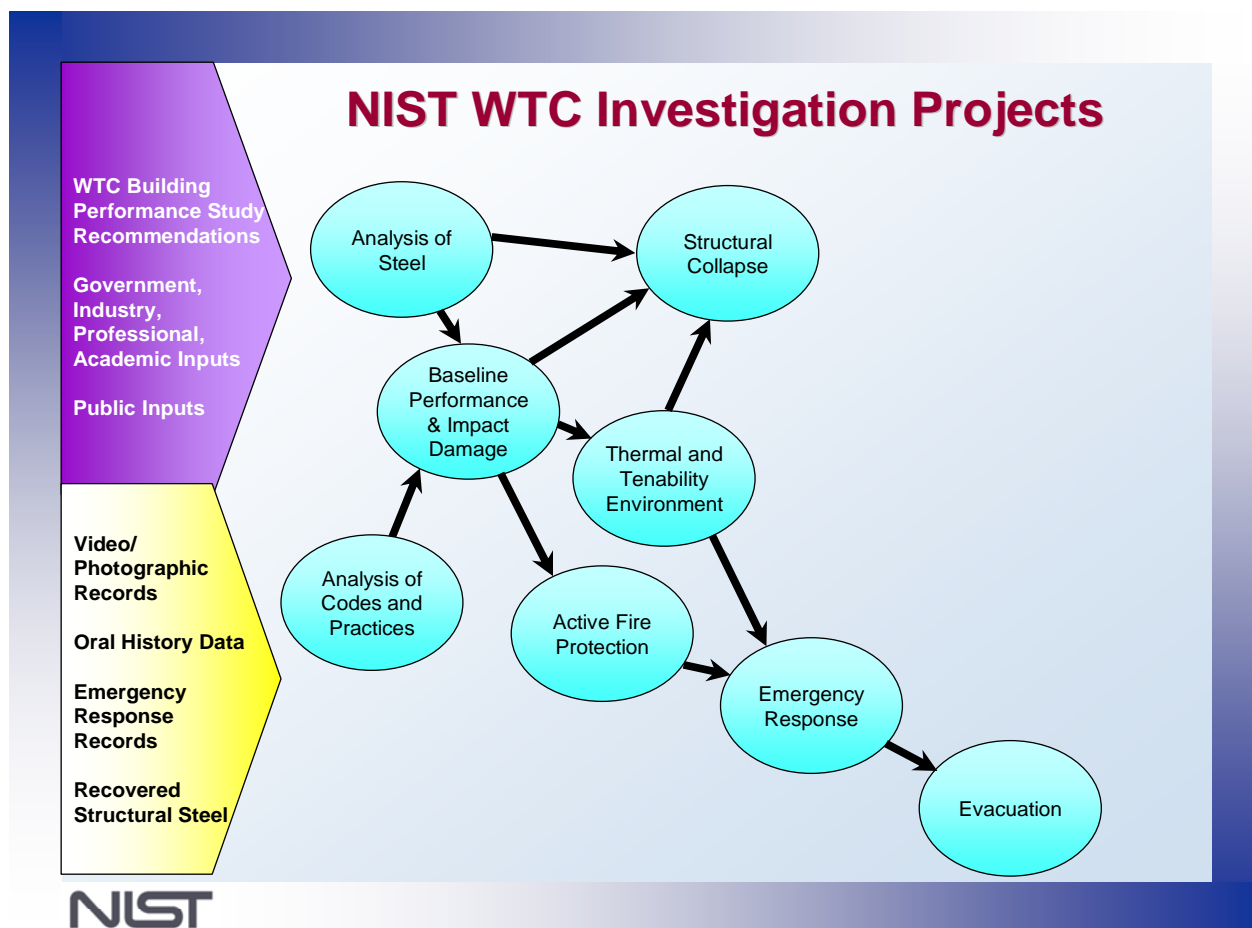 NIST WTC Investigation Projects
WTC Building
Performance Study
Recommendations
Government,
Industry,
Professional,
Academic Inputs
Public Inputs
Video/
Photographic
Records
Oral History Data
Emergency
Response
Records
Recovered
Structural Steel
Analysis of
Steel
Structural
Collapse
Baseline
Performance
& Impact
Damage
Thermal and
Tenability
Environment
Analysis of
Codes and
Practices
Active Fire
Protection
Emergency
Response
Evacuation
NIST